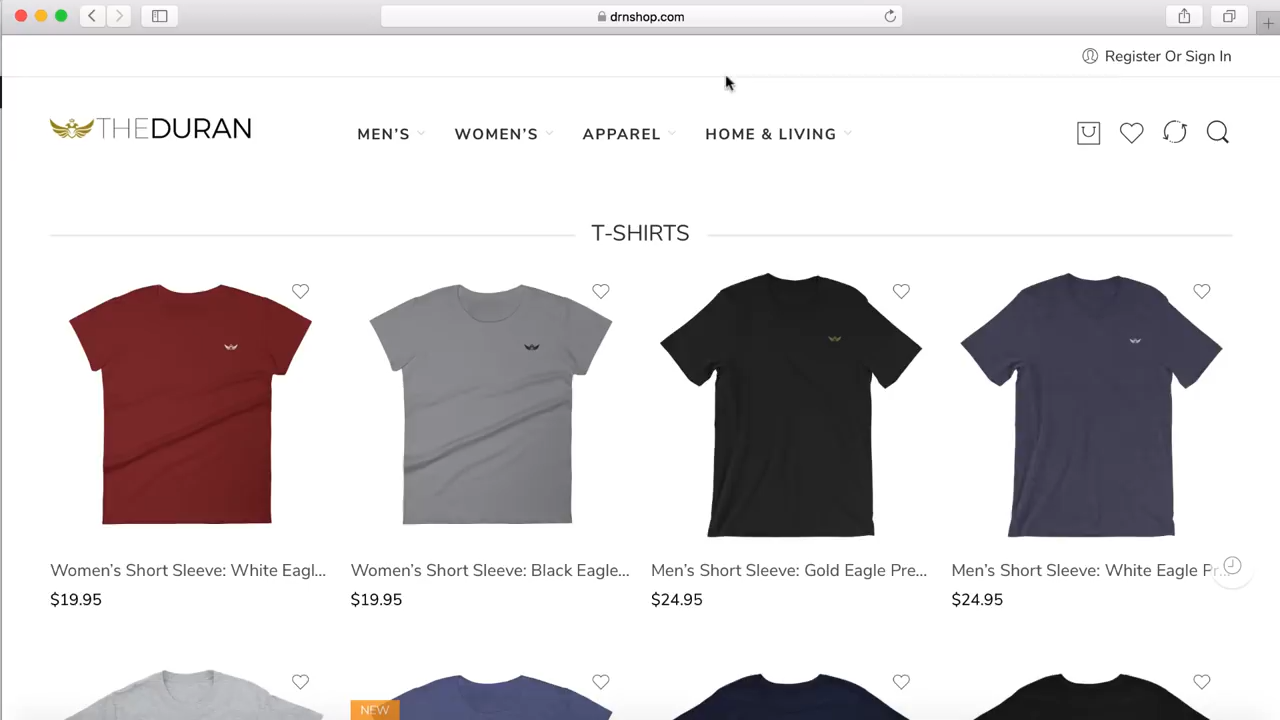 drnshop.com
Register Or Sign In
THEDURAN
MEN'S WOMEN'S APPAREL HOME & LIVING
T-SHIRTS
Women's Short Sleeve: White Eagl...
Women's Short Sleeve: Black Eagle...
Men's Short Sleeve: Gold Eagle Pre...
Men's Short Sleeve: White Eagle Pr...
$19.95
$19.95
$24.95
$24.95
NEW